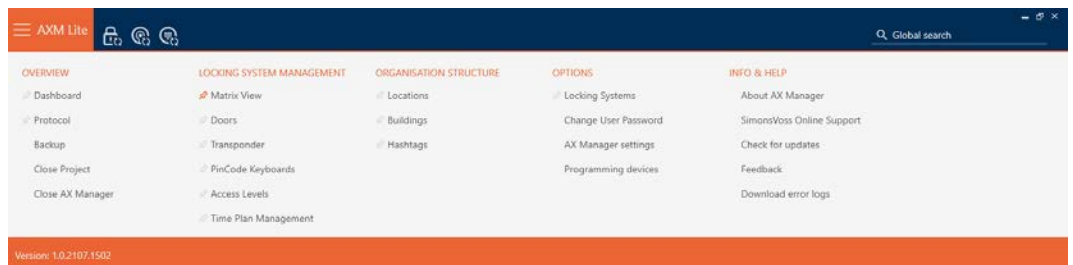 AXM Lite
Global search
OVERVIEW
Dashboard
Protocol
Backup
Close Project
Close AX Manager
LOCKING SYSTEM MANAGEMENT
Matrix View
Doors
Transponder
PinCode Keyboards
Access Levels
Time Plan Management
ORGANISATION STRUCTURE
Locations
Buildings
Hashtags
OPTIONS
Locking Systems
Change User Password
AX Manager settings
Programming devices
INFO & HELP
About AX Manager
SimonsVoss Online Support
Check for updates
Feedback
Download error logs
Version: 1.0.2107.1502